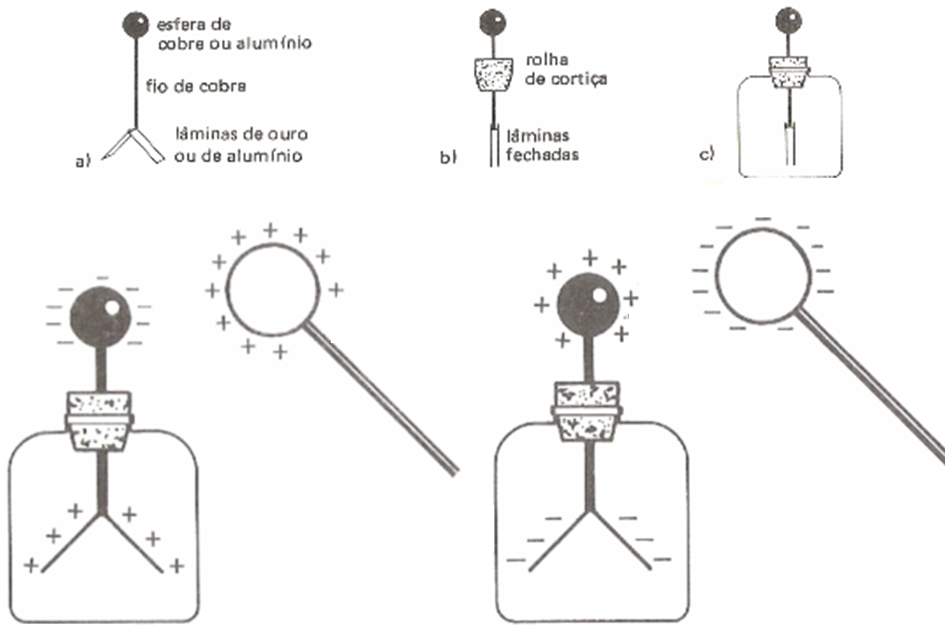 esfera de
cobre ou alumínio
fio de cobre
lâminas de ouro
ou de alumínio
a)
rolha
de cortiça
lâminas
fechadas
b)
c)